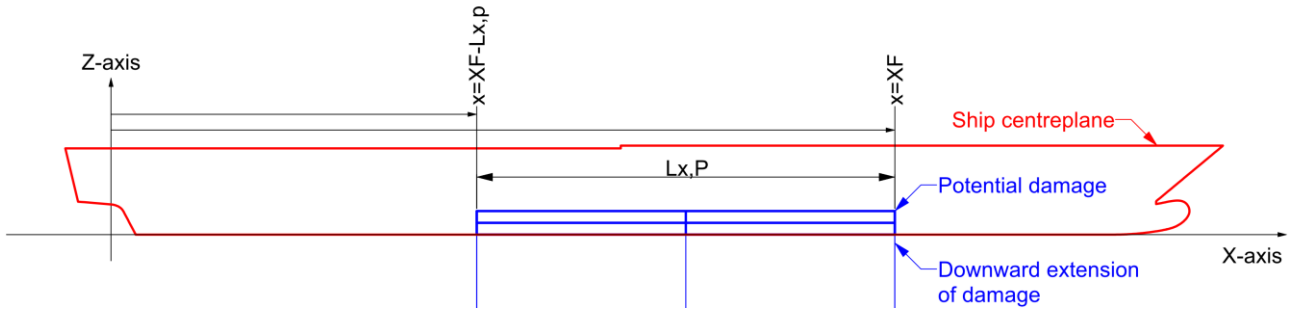 Z-axis
x=XF-Lx,p
x=XF
Ship centreplane
Lx,P
Potential damage
X-axis
Downward extension
of damage